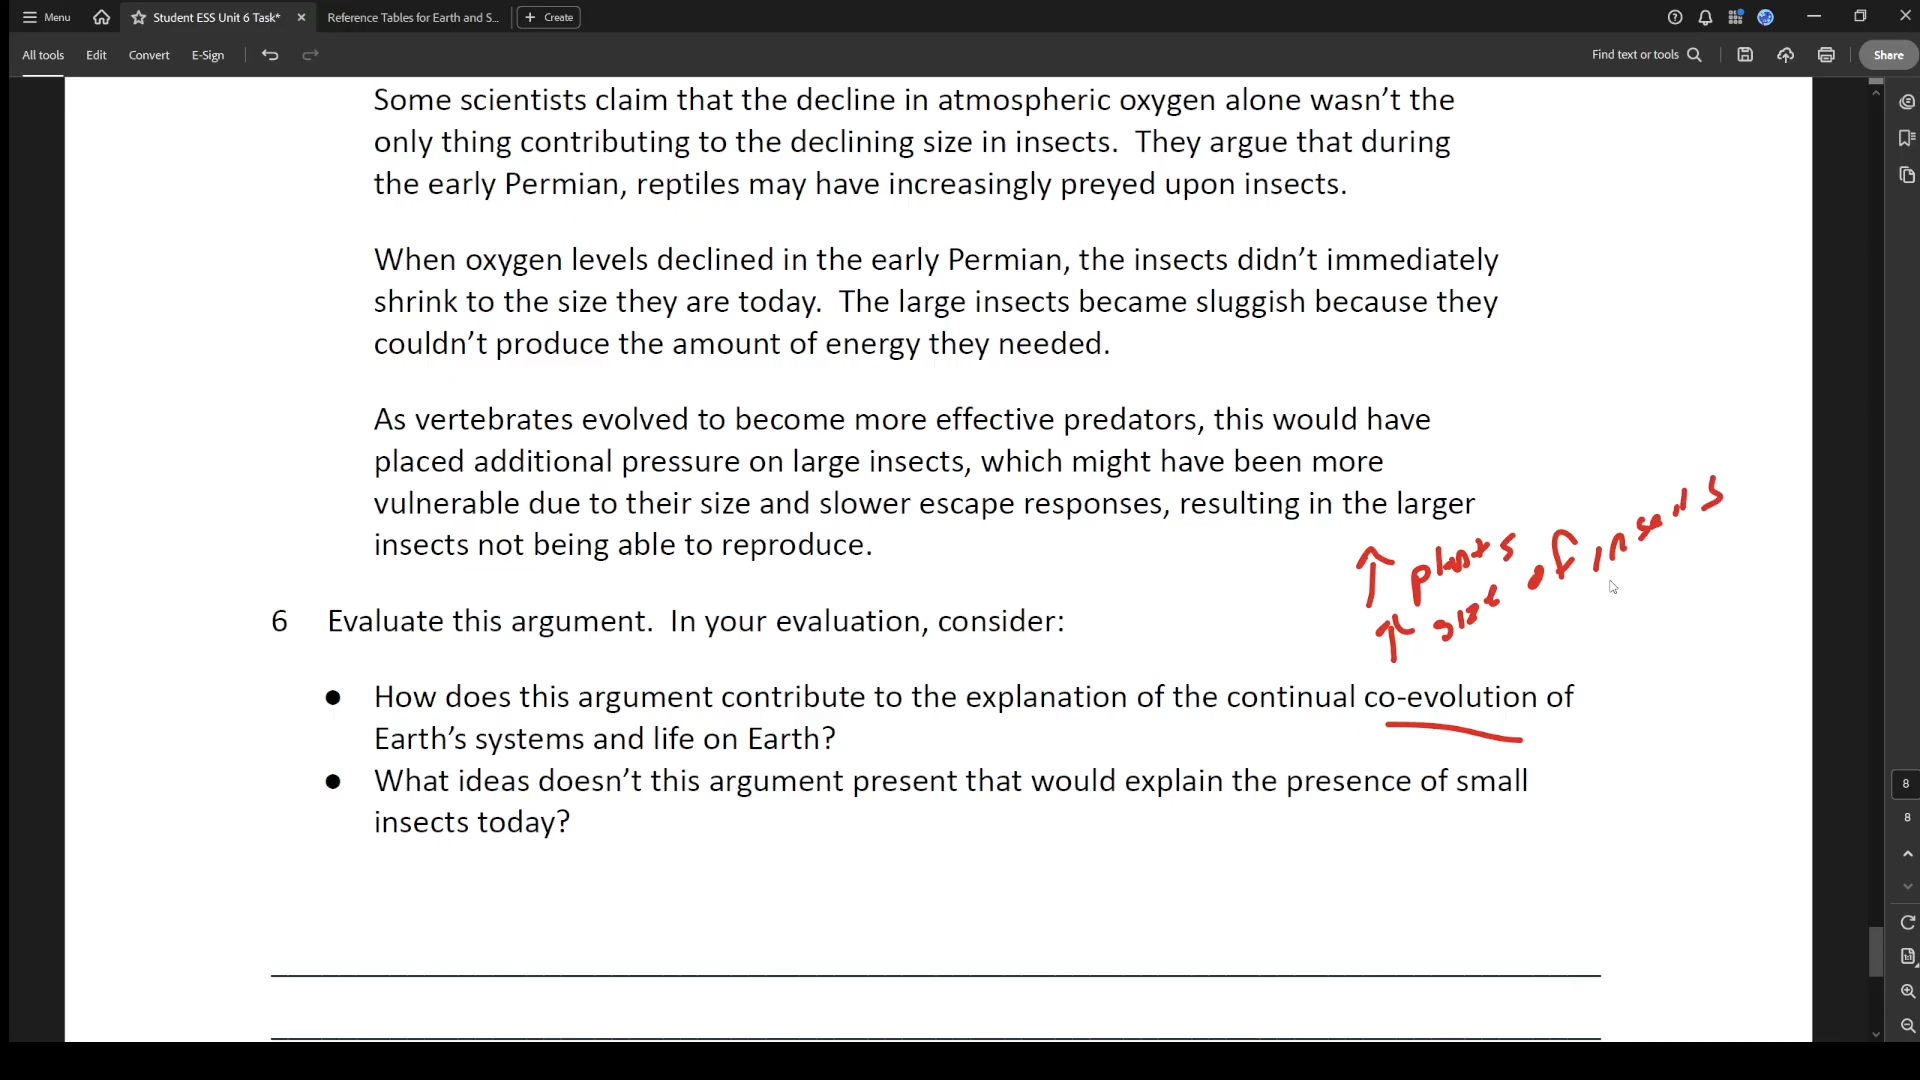 Menu
Student ESS Unit 6 Task*
Reference Tables for Earth and S...
Create
All tools
Edit
Convert
E-Sign
Find text or tools
Share
Some scientists claim that the decline in atmospheric oxygen alone wasn’t the
only thing contributing to the declining size in insects.  They argue that during
the early Permian, reptiles may have increasingly preyed upon insects.
When oxygen levels declined in the early Permian, the insects didn’t immediately
shrink to the size they are today.  The large insects became sluggish because they
couldn’t produce the amount of energy they needed.
As vertebrates evolved to become more effective predators, this would have
placed additional pressure on large insects, which might have been more
vulnerable due to their size and slower escape responses, resulting in the larger
insects not being able to reproduce.
↑ plants
↑ size of insects
6 Evaluate this argument.  In your evaluation, consider:
● How does this argument contribute to the explanation of the continual co-evolution of
Earth’s systems and life on Earth?
● What ideas doesn’t this argument present that would explain the presence of small
insects today?
8
8